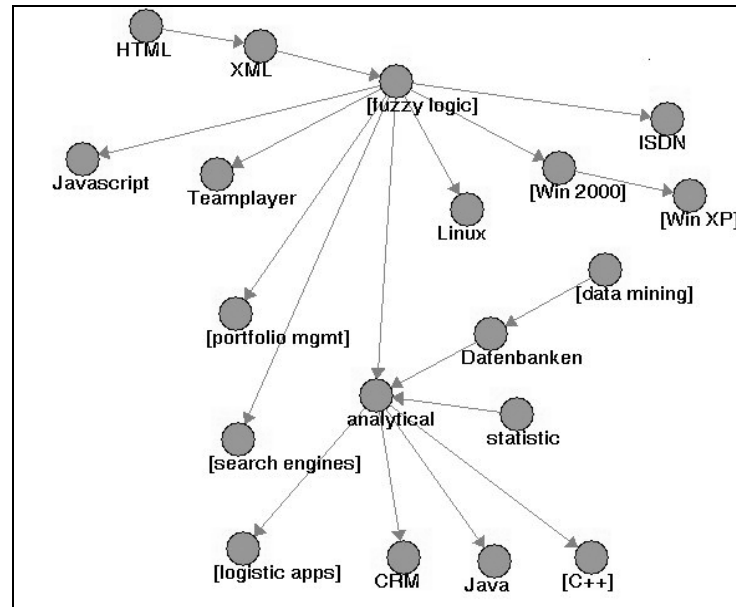 HTML
XML
[fuzzy logic]
ISDN
Javascript
Teamplayer
[Win 2000]
[Win XP]
Linux
[data mining]
[portfolio mgmt]
Datenbanken
analytical
statistic
[search engines]
[logistic apps]
CRM
Java
[C++]